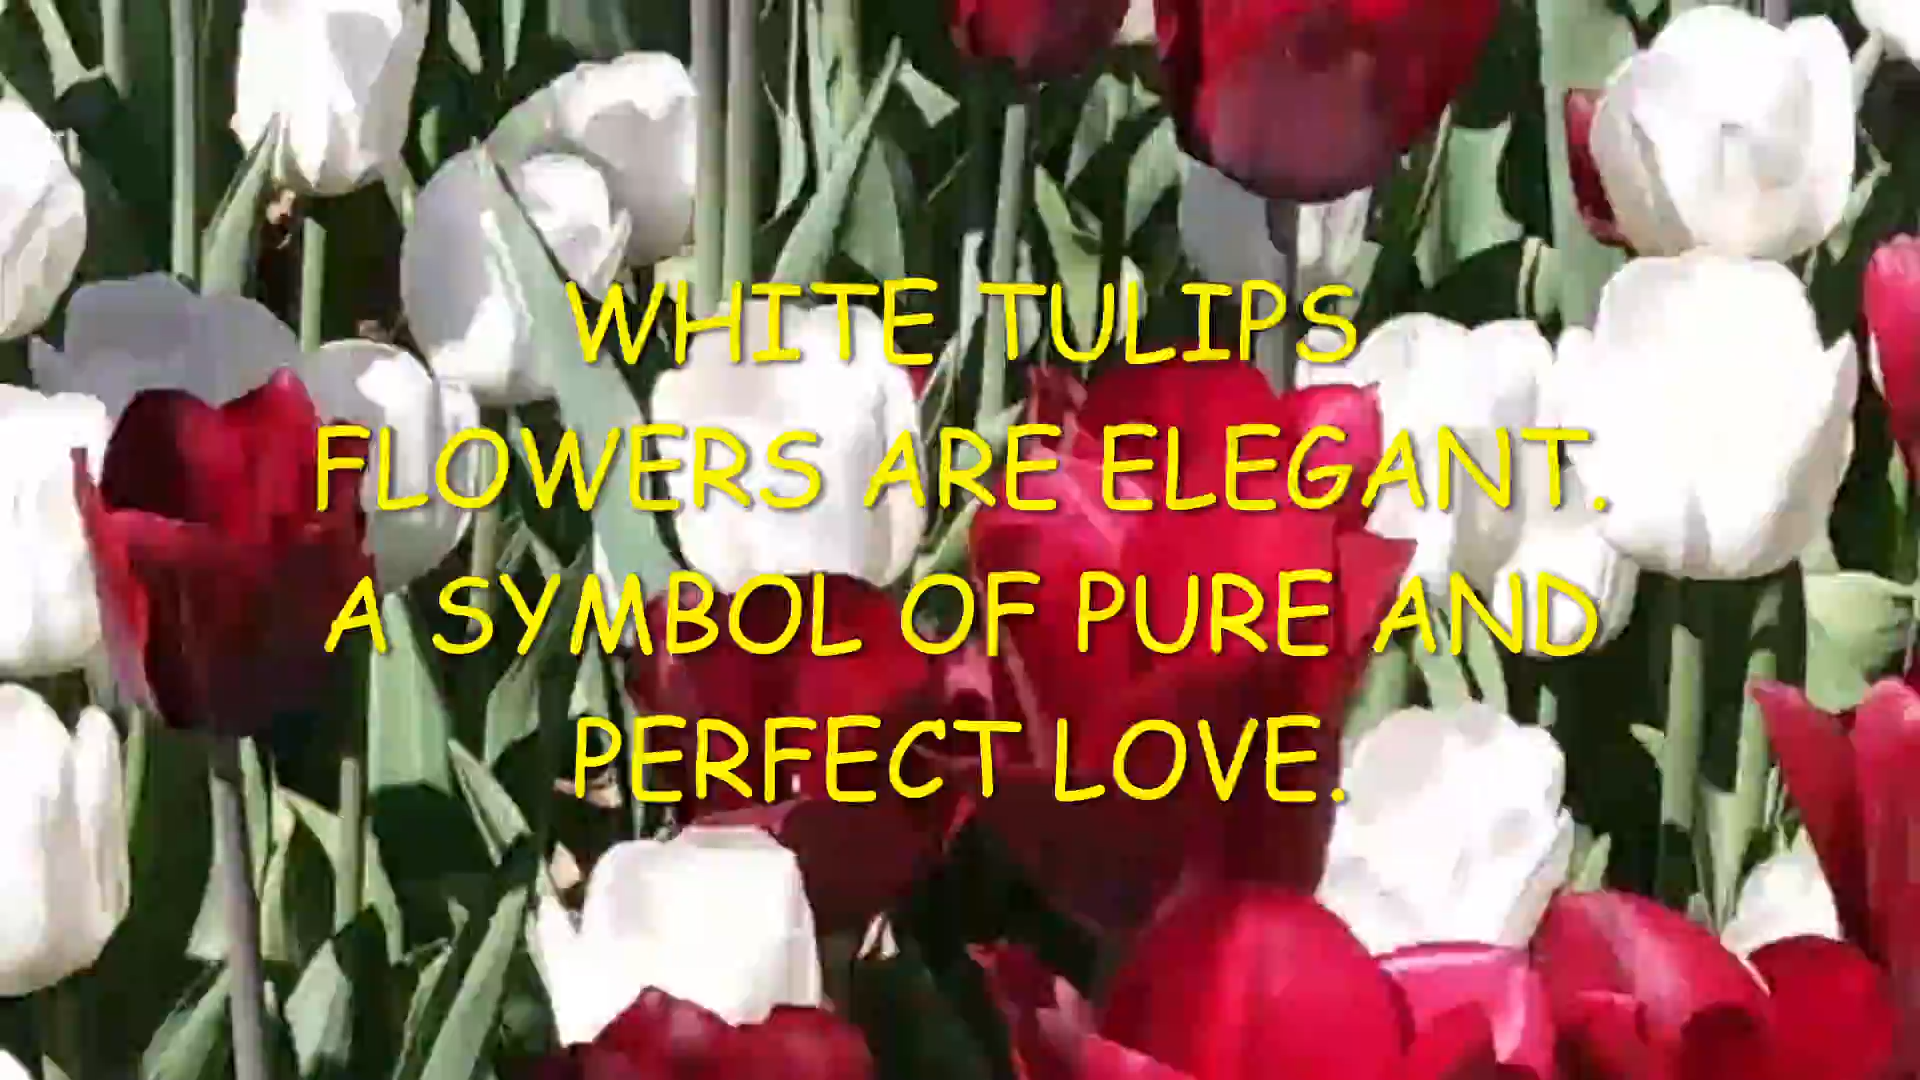 WHITE TULIPS
FLOWERS ARE ELEGANT.
A SYMBOL OF PURE AND
PERFECT LOVE.